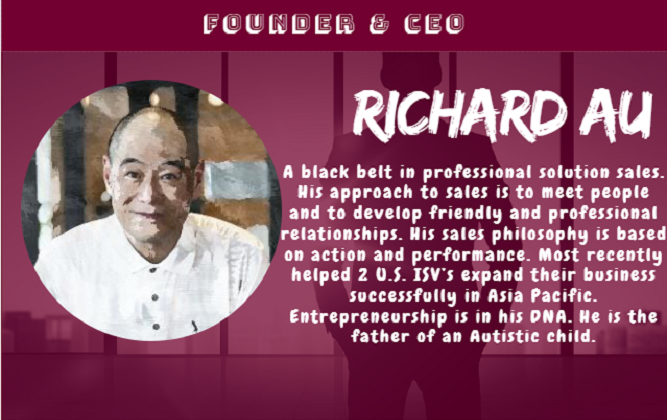 FOUNDER & CEO
RICHARD AU
A black belt in professional solution sales.
His approach to sales is to meet people
and to develop friendly and professional
relationships. His sales philosophy is based
on action and performance. Most recently
helped 2 U.S. ISV's expand their business
successfully in Asia Pacific.
Entrepreneurship is in his DNA. He is the
father of an Autistic child.